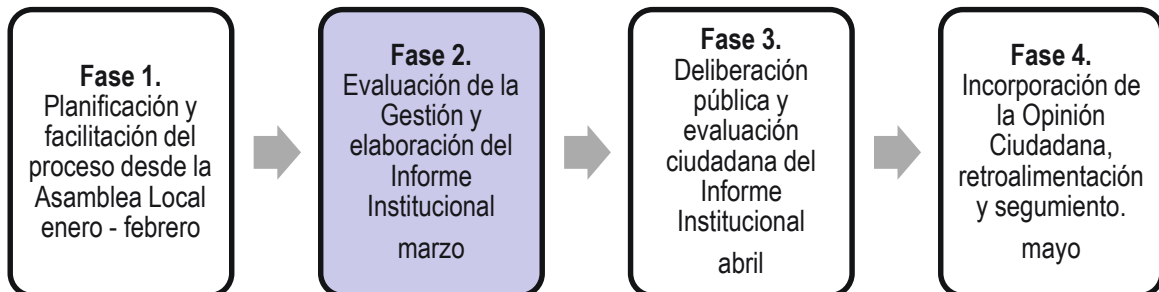 Fase 1.
Planificación y
facilitación del
proceso desde la
Asamblea Local
enero - febrero
Fase 2.
Evaluación de la
Gestión y
elaboración del
Informe
Institucional
marzo
Fase 3.
Deliberación
pública y
evaluación
ciudadana del
Informe
Institucional
abril
Fase 4.
Incorporación de
la Opinión
Ciudadana,
retroalimentación
y segumiento.
mayo